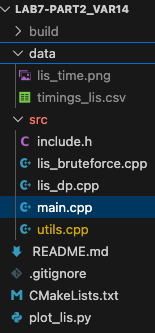 LAB7-PART2_VAR14
build
data
lis_time.png
timings_lis.csv
src
include.h
lis_bruteforce.cpp
lis_dp.cpp
main.cpp
utils.cpp
README.md
.gitignore
CMakeLists.txt
plot_lis.py